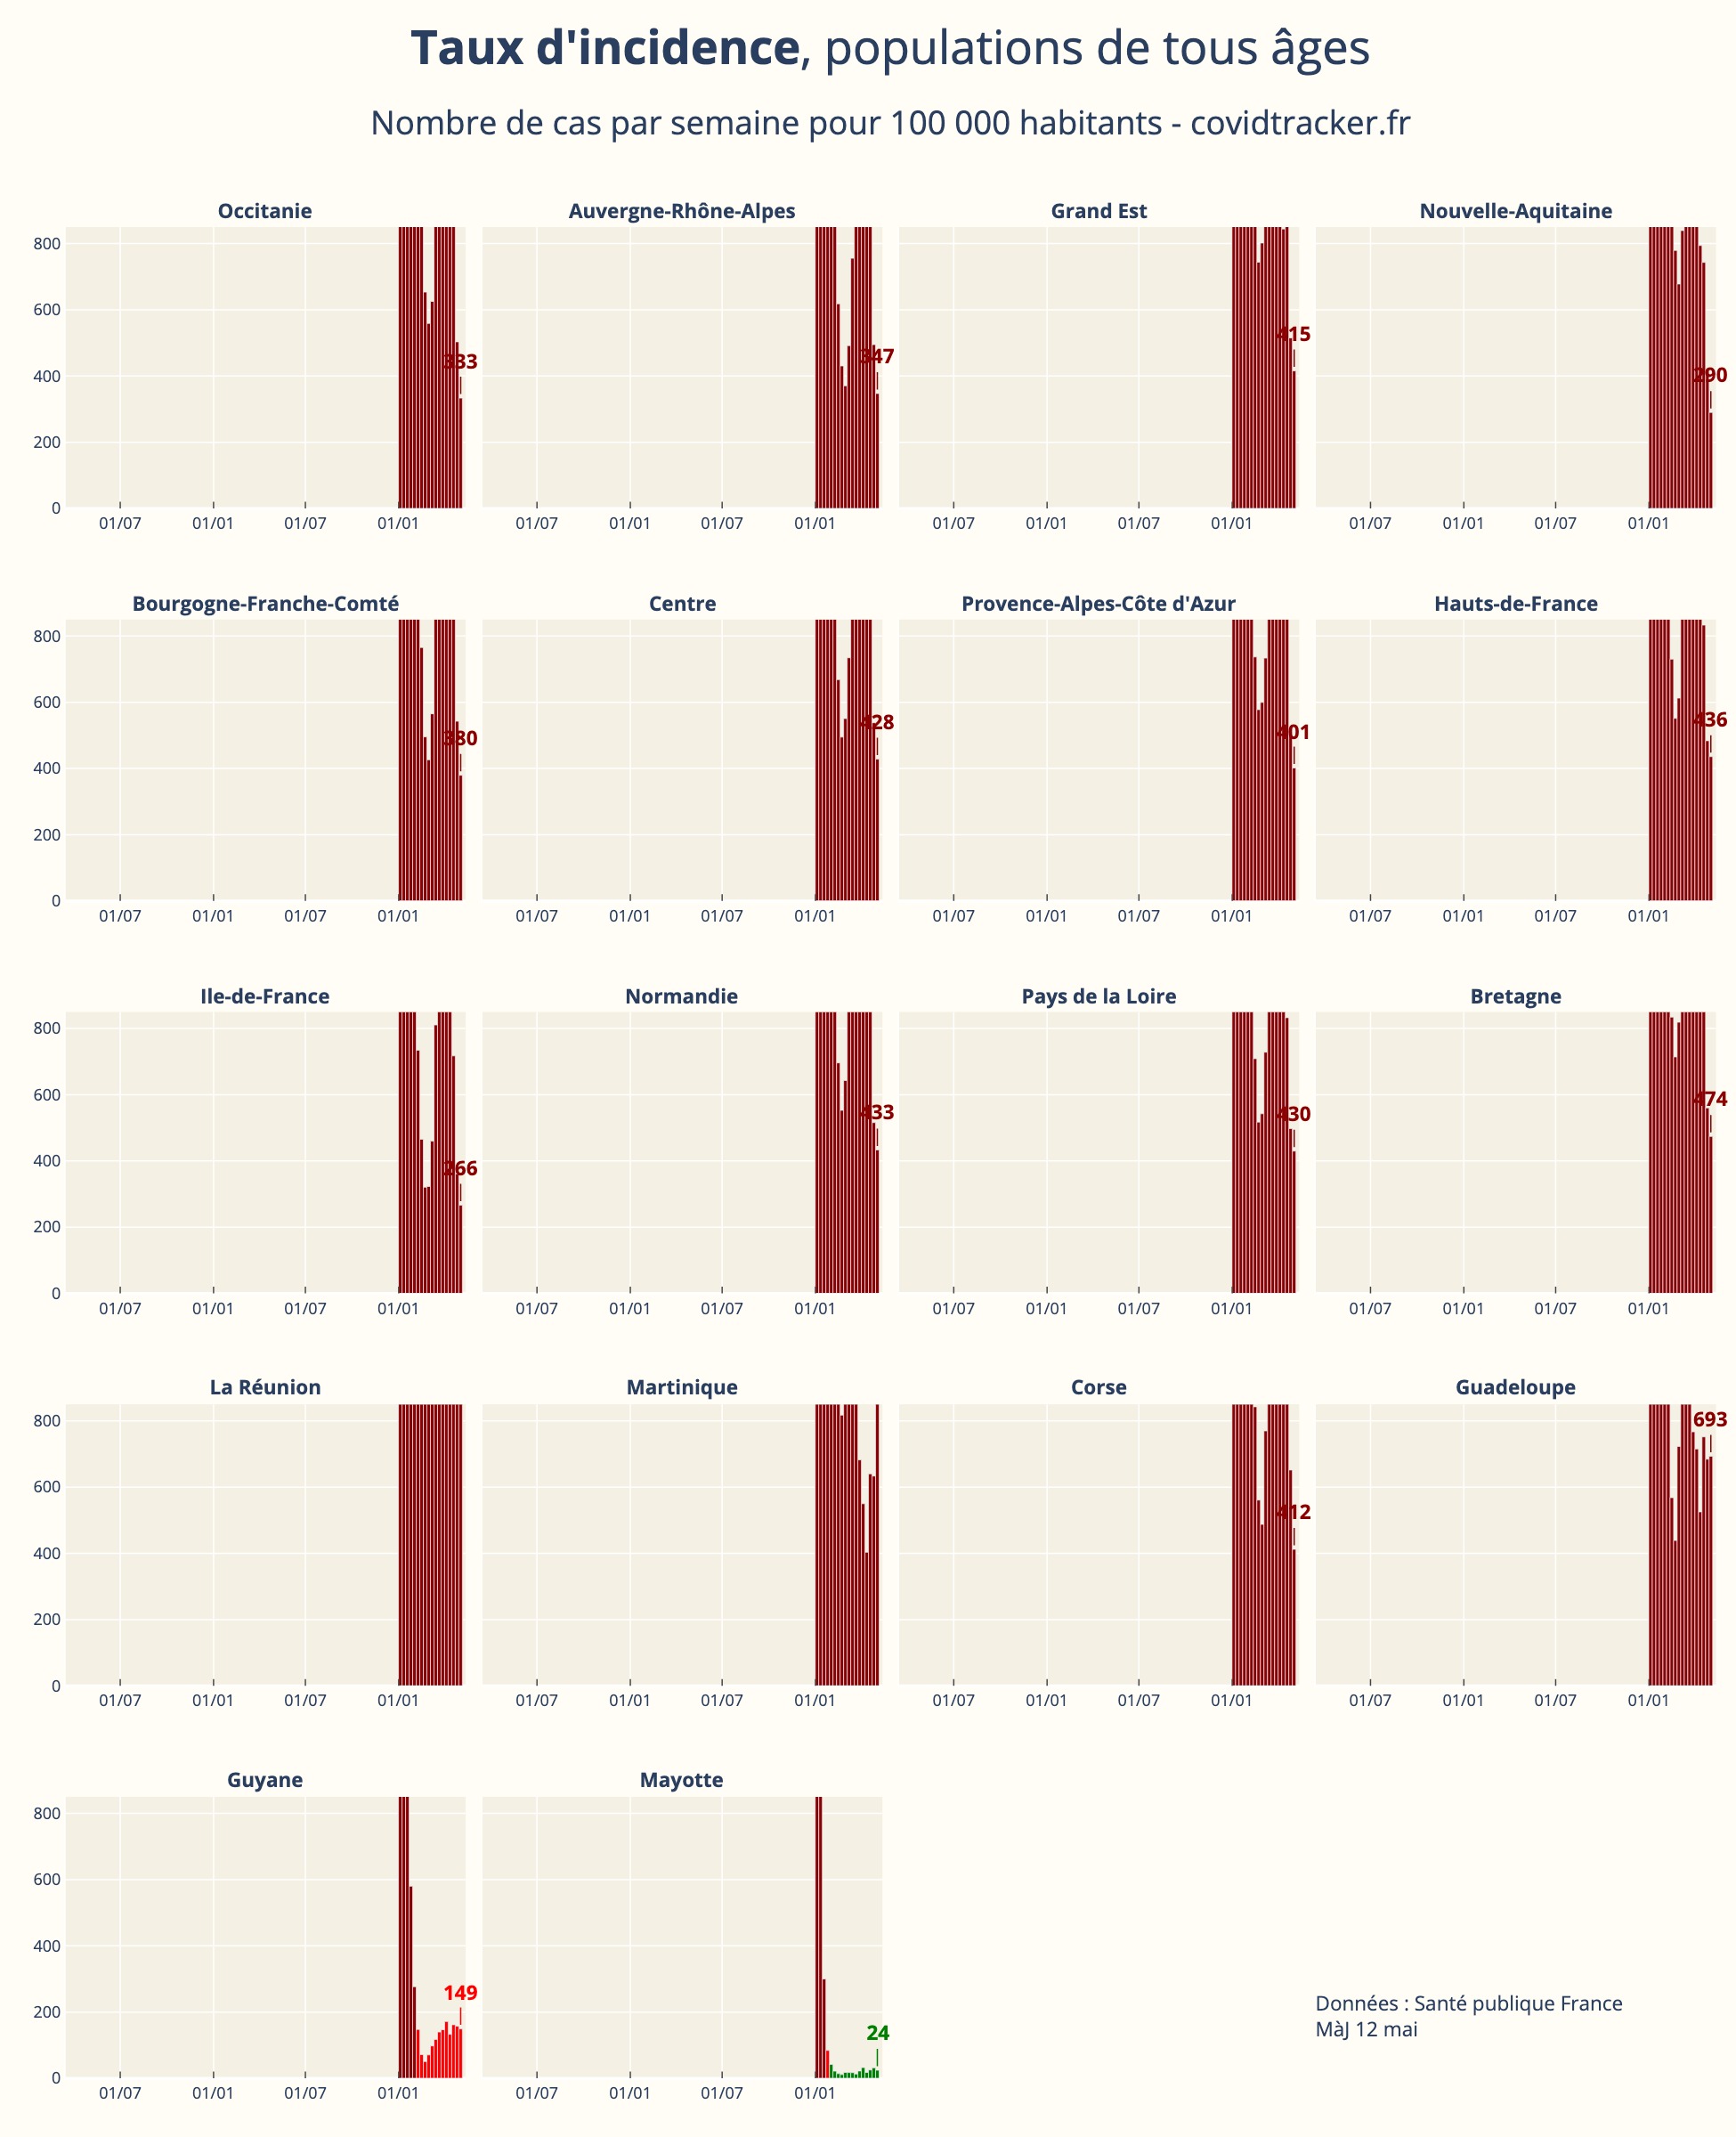 Taux d'incidence, populations de tous âges
Nombre de cas par semaine pour 100 000 habitants - covidtracker.fr
Occitanie
Auvergne-Rhône-Alpes
Grand Est
Nouvelle-Aquitaine
800
600
400
200
0
333
347
415
290
01/07 01/01 01/07 01/01
01/07 01/01 01/07 01/01
01/07 01/01 01/07 01/01
01/07 01/01 01/07 01/01
Bourgogne-Franche-Comté
Centre
Provence-Alpes-Côte d'Azur
Hauts-de-France
800
600
400
200
0
380
428
401
436
01/07 01/01 01/07 01/01
01/07 01/01 01/07 01/01
01/07 01/01 01/07 01/01
01/07 01/01 01/07 01/01
Ile-de-France
Normandie
Pays de la Loire
Bretagne
800
600
400
200
0
266
433
430
474
01/07 01/01 01/07 01/01
01/07 01/01 01/07 01/01
01/07 01/01 01/07 01/01
01/07 01/01 01/07 01/01
La Réunion
Martinique
Corse
Guadeloupe
800
600
400
200
0
412
693
01/07 01/01 01/07 01/01
01/07 01/01 01/07 01/01
01/07 01/01 01/07 01/01
01/07 01/01 01/07 01/01
Guyane
Mayotte
800
600
400
200
0
149
24
01/07 01/01 01/07 01/01
01/07 01/01 01/07 01/01
Données : Santé publique France
MàJ 12 mai